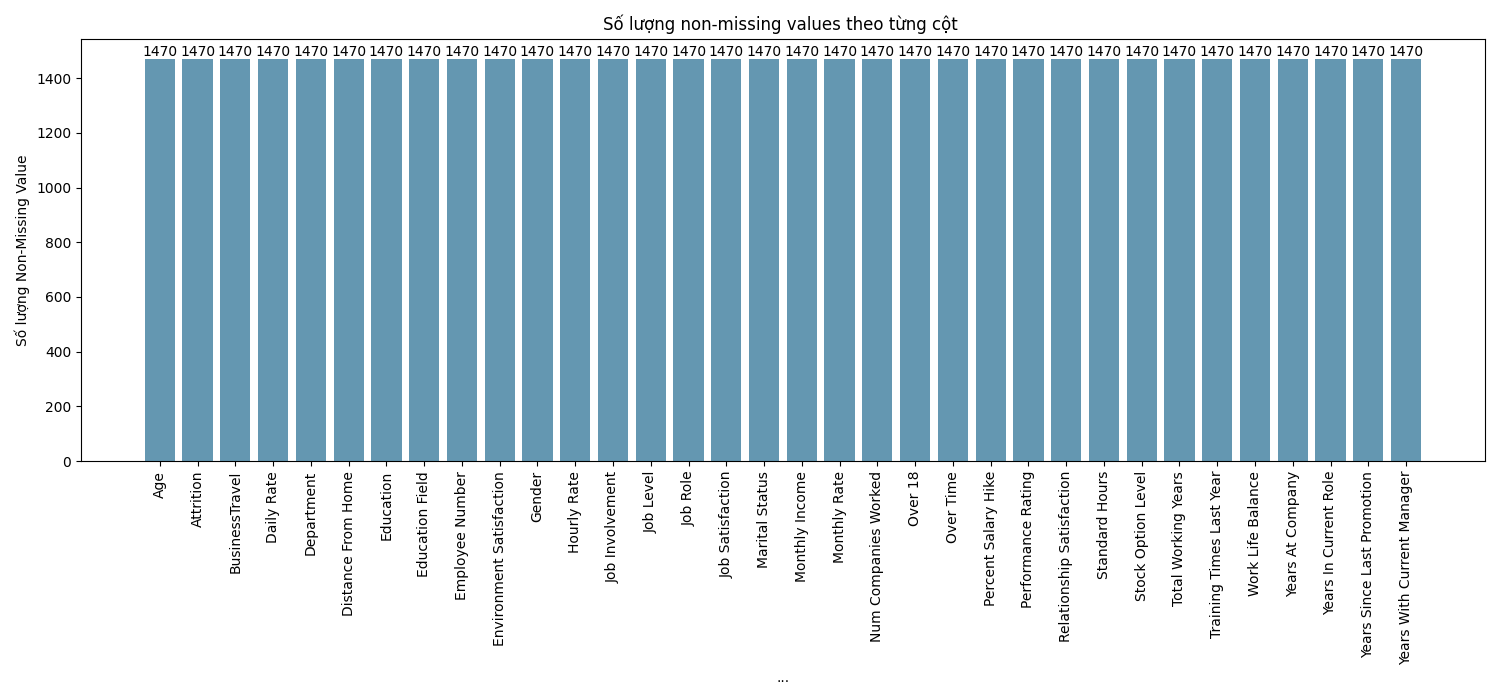 Số lượng non-missing values theo từng cột
1470 1470 1470 1470 1470 1470 1470 1470 1470 1470 1470 1470 1470 1470 1470 1470 1470 1470 1470 1470 1470 1470 1470 1470 1470 1470 1470 1470 1470 1470 1470 1470 1470 1470
Số lượng Non-Missing Value
1400
1200
1000
800
600
400
200
0
Age
Attrition
BusinessTravel
Daily Rate
Department
Distance From Home
Education
Education Field
Employee Number
Environment Satisfaction
Gender
Hourly Rate
Job Involvement
Job Level
Job Role
Job Satisfaction
Marital Status
Monthly Income
Monthly Rate
Num Companies Worked
Over 18
Over Time
Percent Salary Hike
Performance Rating
Relationship Satisfaction
Standard Hours
Stock Option Level
Total Working Years
Training Times Last Year
Work Life Balance
Years At Company
Years In Current Role
Years Since Last Promotion
Years With Current Manager
...